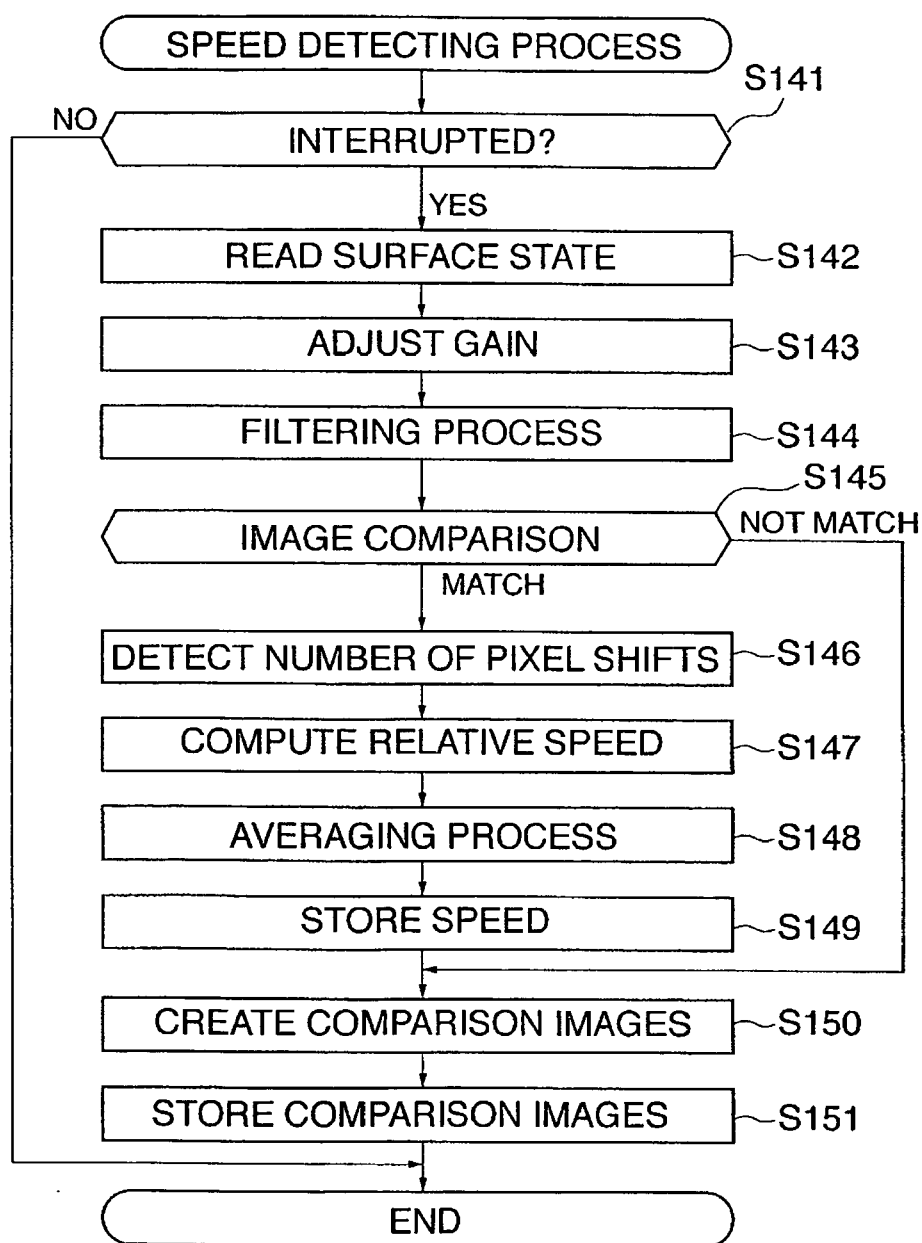 SPEED DETECTING PROCESS
S141
NO
INTERRUPTED?
YES
READ SURFACE STATE
S142
ADJUST GAIN
S143
FILTERING PROCESS
S144
S145
IMAGE COMPARISON
NOT MATCH
MATCH
DETECT NUMBER OF PIXEL SHIFTS
S146
COMPUTE RELATIVE SPEED
S147
AVERAGING PROCESS
S148
STORE SPEED
S149
CREATE COMPARISON IMAGES
S150
STORE COMPARISON IMAGES
S151
END